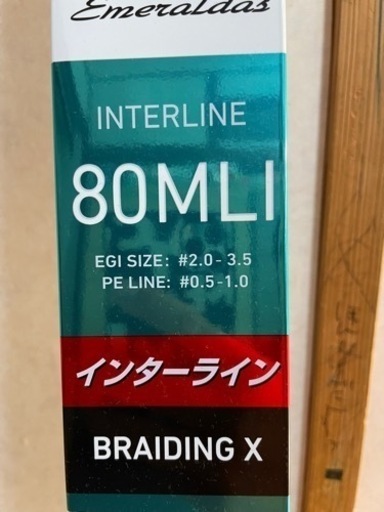 Emeraldas
INTERLINE
80MLI
EGI SIZE: #2.0-3.5
PE LINE: #0.5-1.0
インターライン
BRAIDING X